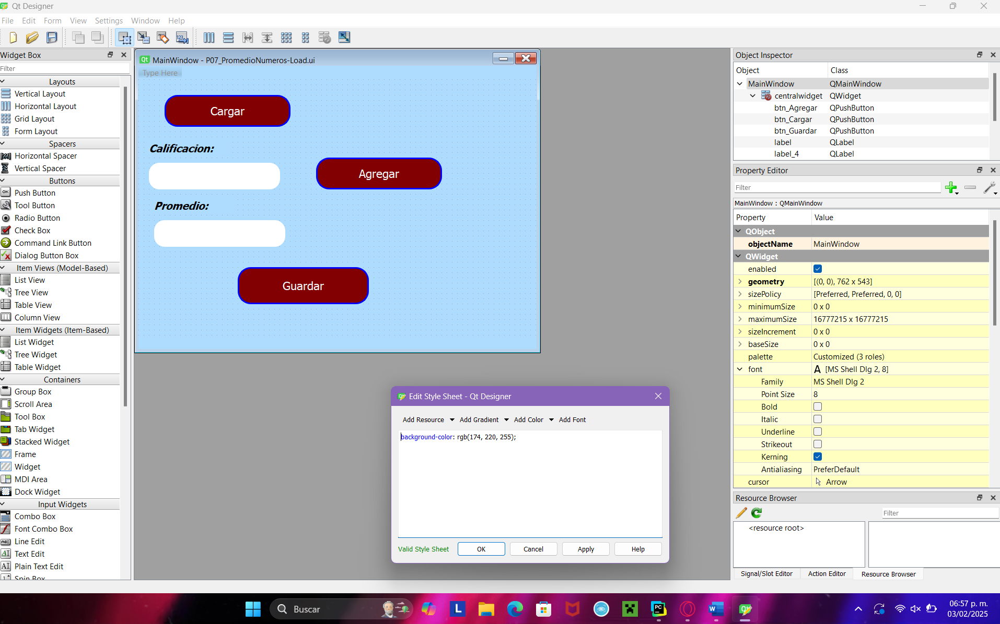 Qt Designer
File Edit Form View Settings Window Help
Widget Box
Filter
Layouts
Vertical Layout
Horizontal Layout
Grid Layout
Form Layout
Spacers
Horizontal Spacer
Vertical Spacer
Buttons
Push Button
Tool Button
Radio Button
Check Box
Command Link Button
Dialog Button Box
Item Views (Model-Based)
List View
Tree View
Table View
Column View
Item Widgets (Item-Based)
List Widget
Tree Widget
Table Widget
Containers
Group Box
Scroll Area
Tool Box
Tab Widget
Stacked Widget
Frame
Widget
MDI Area
Dock Widget
Input Widgets
Combo Box
Font Combo Box
Line Edit
Text Edit
Plain Text Edit
Spin Box
MainWindow - P07_PromedioNumeros-Load.ui
Type Here
Cargar
Calificacion:
Agregar
Promedio:
Guardar
Edit Style Sheet - Qt Designer
Add Resource Add Gradient Add Color Add Font
background-color: rgb(174, 220, 255);
Valid Style Sheet OK Cancel Apply Help
Object Inspector
Object Class
MainWindow QMainWindow
centralwidget QWidget
btn_Agregar QPushButton
btn_Cargar QPushButton
btn_Guardar QPushButton
label QLabel
label_4 QLabel
Property Editor
Filter
MainWindow : QMainWindow
Property Value
QObject
objectName MainWindow
QWidget
enabled
geometry [(0, 0), 762 x 543]
sizePolicy [Preferred, Preferred, 0, 0]
minimumSize 0 x 0
maximumSize 16777215 x 16777215
sizeIncrement 0 x 0
baseSize 0 x 0
palette Customized (3 roles)
font A [MS Shell Dlg 2, 8]
Family MS Shell Dlg 2
Point Size 8
Bold
Italic
Underline
Strikeout
Kerning
Antialiasing PreferDefault
cursor Arrow
Resource Browser
Filter
<resource root>
Signal/Slot Editor Action Editor Resource Browser
Buscar
06:57 p. m.
03/02/2025